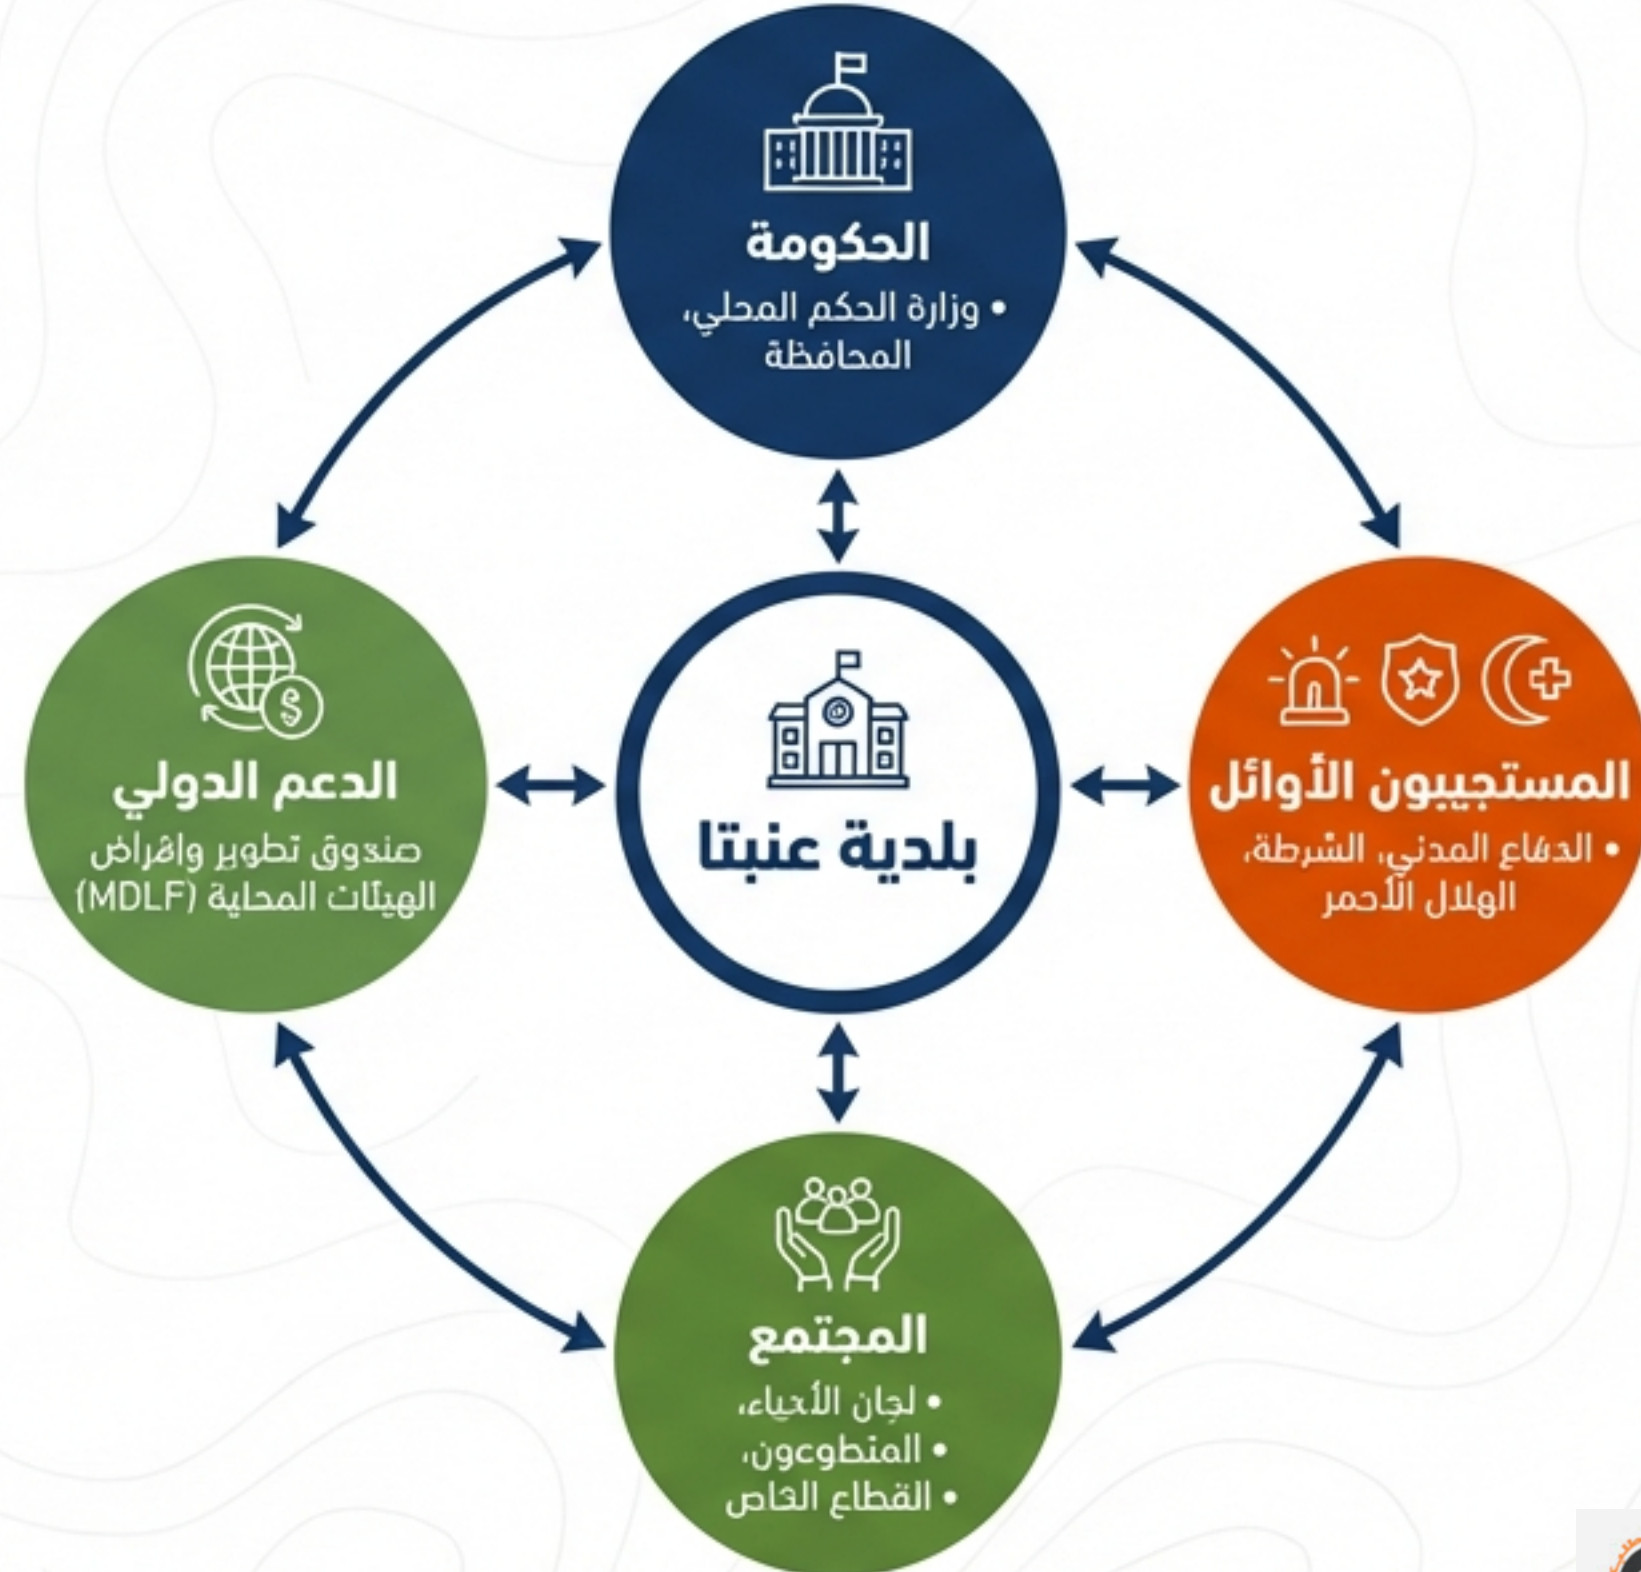 الحكومة
• وزارة الحكم المحلي،
المحافظة
المستجيبون الأوائل
• الدفاع المدني، الشرطة،
الهلال الأحمر
بلدية عنبتا
الدعم الدولي
صندوق تطوير وإقراض
الهيئات المحلية (MDLF)
المجتمع
• لجان الأحياء،
• المتطوعون،
• القطاع الخاص